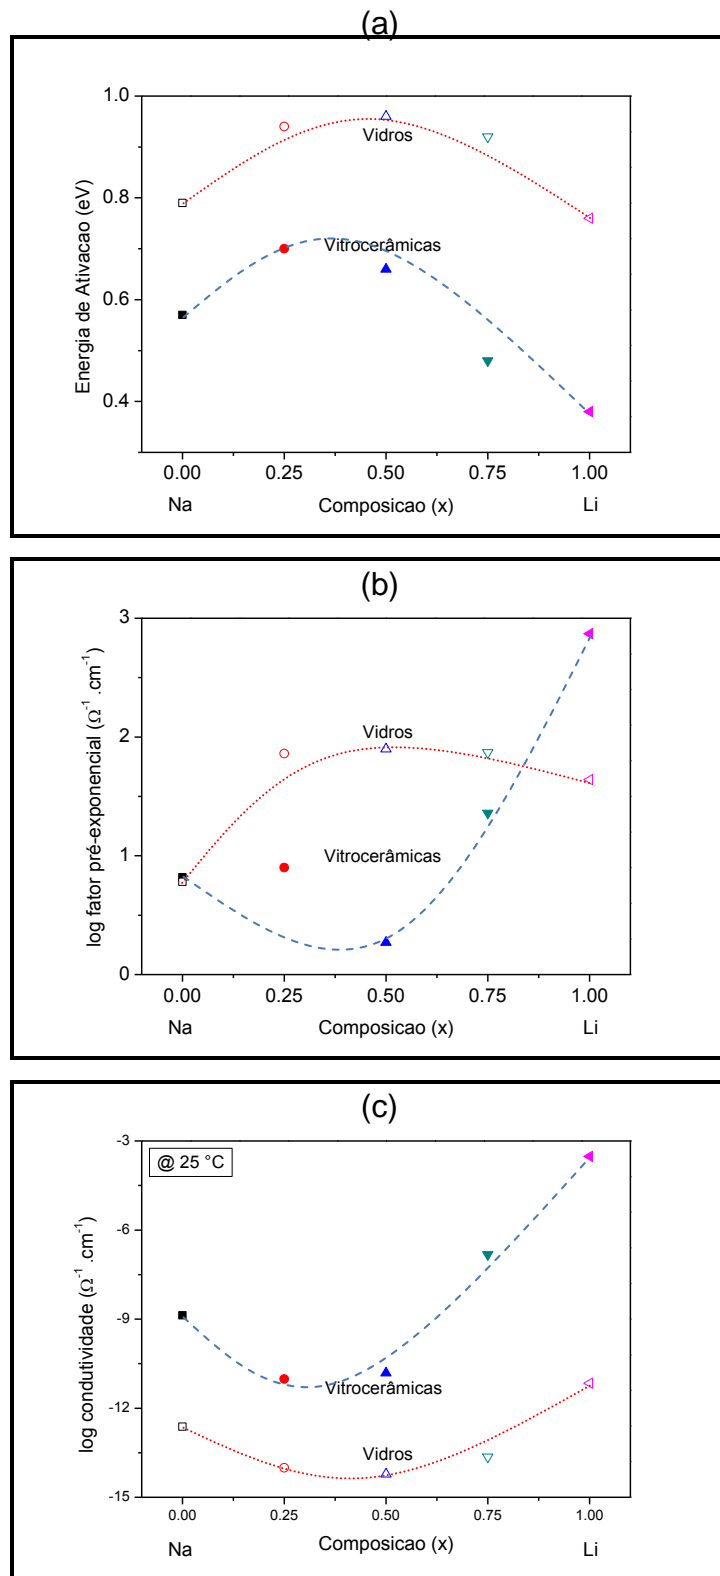 (a)
1.0
0.8
0.6
0.4
Energia de Ativacao (eV)
Vidros
Vitrocerâmicas
0.00 0.25 0.50 0.75 1.00
Na Composicao (x) Li
(b)
3
2
1
0
log fator pré-exponencial (Ω⁻¹ .cm⁻¹)
Vidros
Vitrocerâmicas
0.00 0.25 0.50 0.75 1.00
Na Composicao (x) Li
(c)
@ 25 °C
-3
-6
-9
-12
-15
log condutividade (Ω⁻¹ .cm⁻¹)
Vitrocerâmicas
Vidros
0.00 0.25 0.50 0.75 1.00
Na Composicao (x) Li